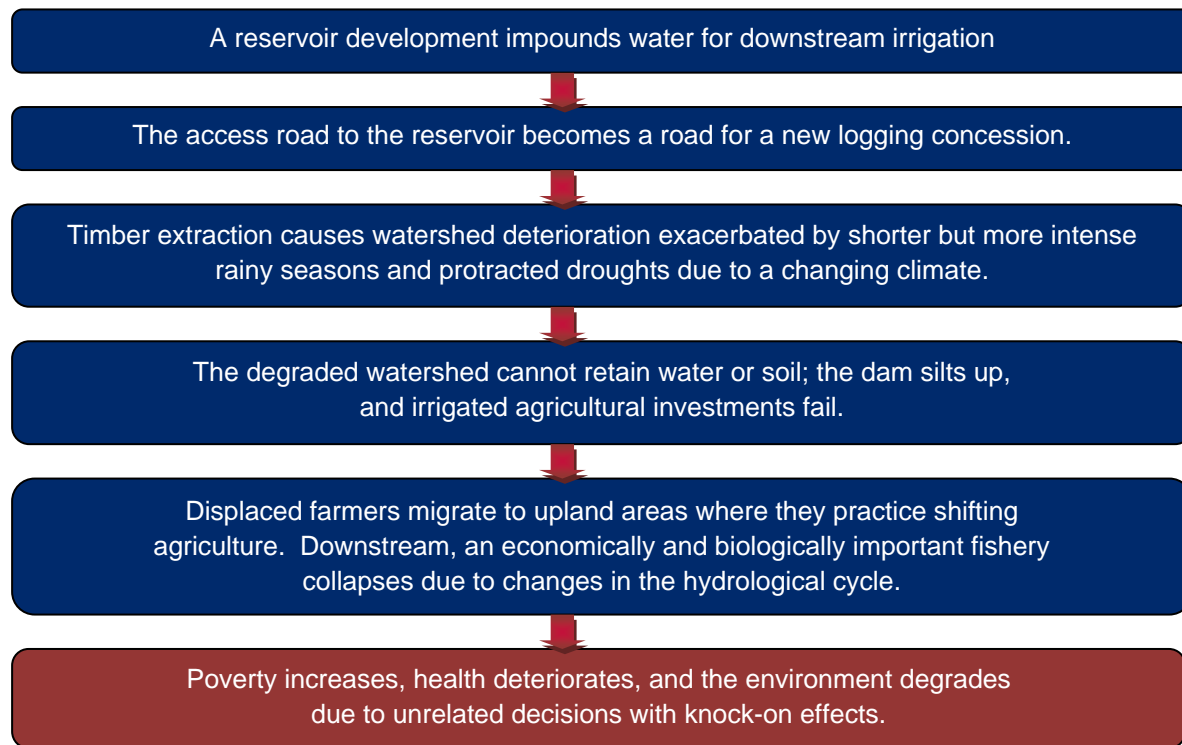 A reservoir development impounds water for downstream irrigation
The access road to the reservoir becomes a road for a new logging concession.
Timber extraction causes watershed deterioration exacerbated by shorter but more intense
rainy seasons and protracted droughts due to a changing climate.
The degraded watershed cannot retain water or soil; the dam silts up,
and irrigated agricultural investments fail.
Displaced farmers migrate to upland areas where they practice shifting
agriculture.  Downstream, an economically and biologically important fishery
collapses due to changes in the hydrological cycle.
Poverty increases, health deteriorates, and the environment degrades
due to unrelated decisions with knock-on effects.